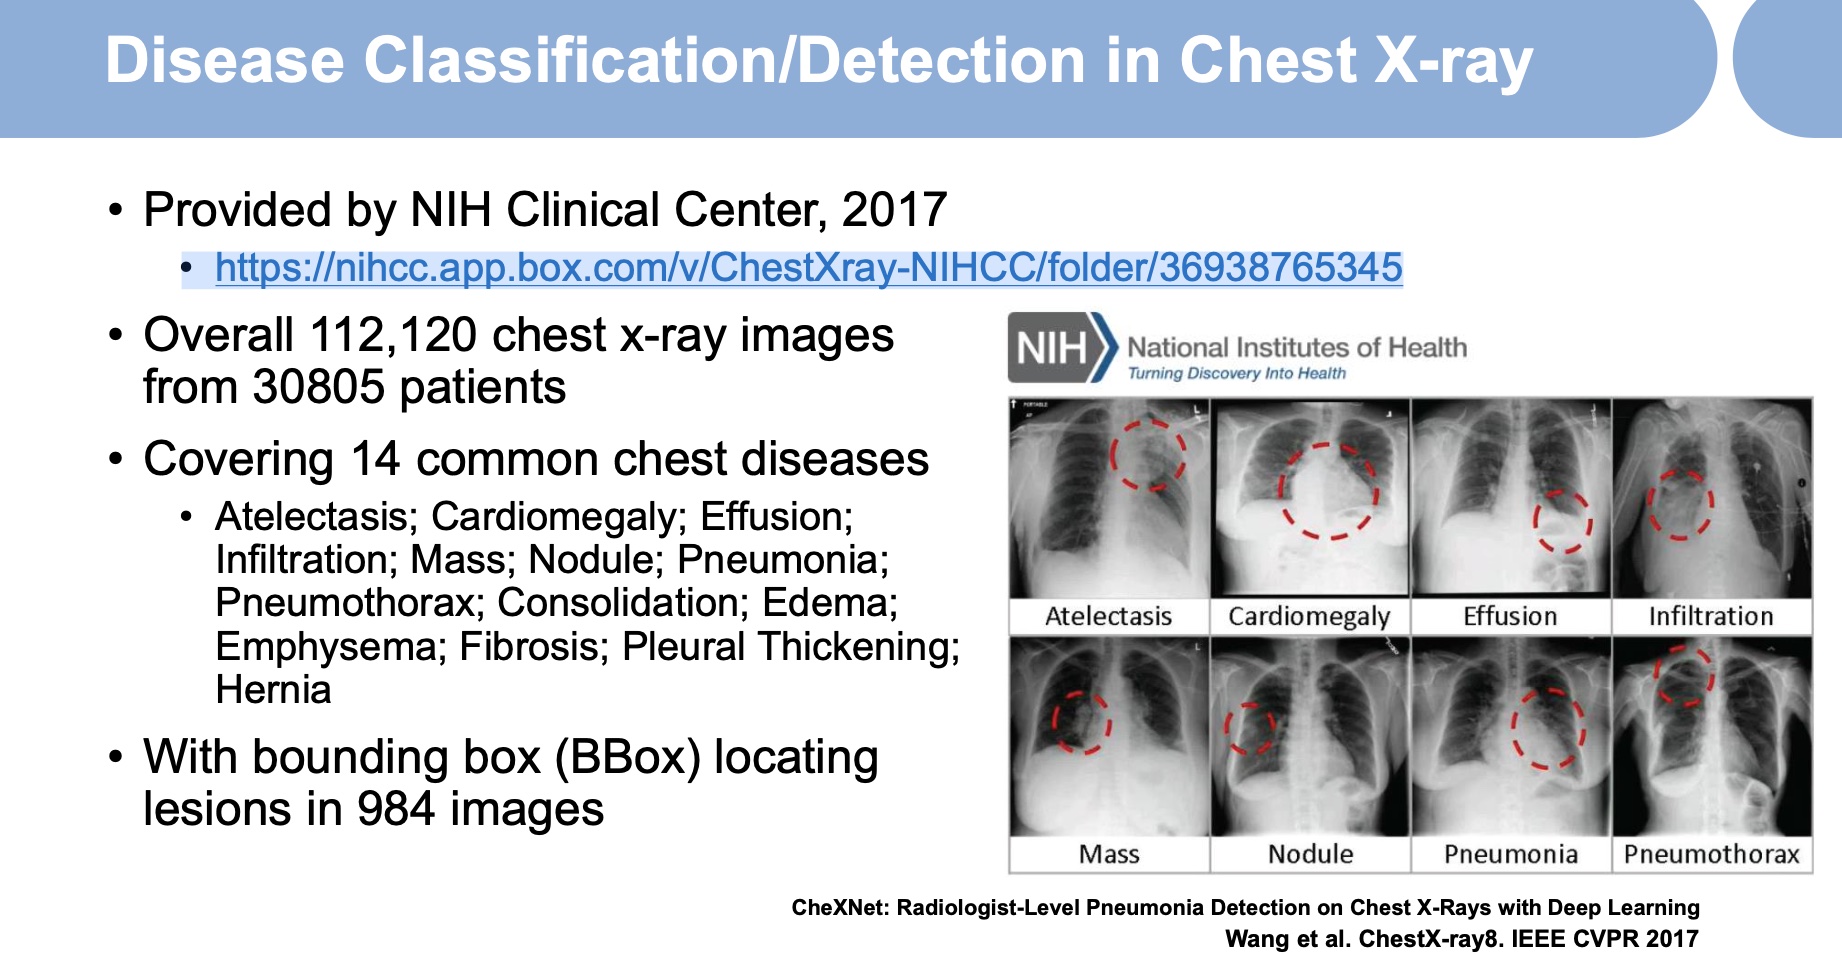 Disease Classification/Detection in Chest X-ray
• Provided by NIH Clinical Center, 2017
• https://nihcc.app.box.com/v/ChestXray-NIHCC/folder/36938765345
• Overall 112,120 chest x-ray images
from 30805 patients
• Covering 14 common chest diseases
• Atelectasis; Cardiomegaly; Effusion;
Infiltration; Mass; Nodule; Pneumonia;
Pneumothorax; Consolidation; Edema;
Emphysema; Fibrosis; Pleural Thickening;
Hernia
• With bounding box (BBox) locating
lesions in 984 images
NIH National Institutes of Health
Turning Discovery Into Health
PORTABLE
L
Atelectasis Cardiomegaly Effusion Infiltration
L
Mass Nodule Pneumonia Pneumothorax
CheXNet: Radiologist-Level Pneumonia Detection on Chest X-Rays with Deep Learning
Wang et al. ChestX-ray8. IEEE CVPR 2017